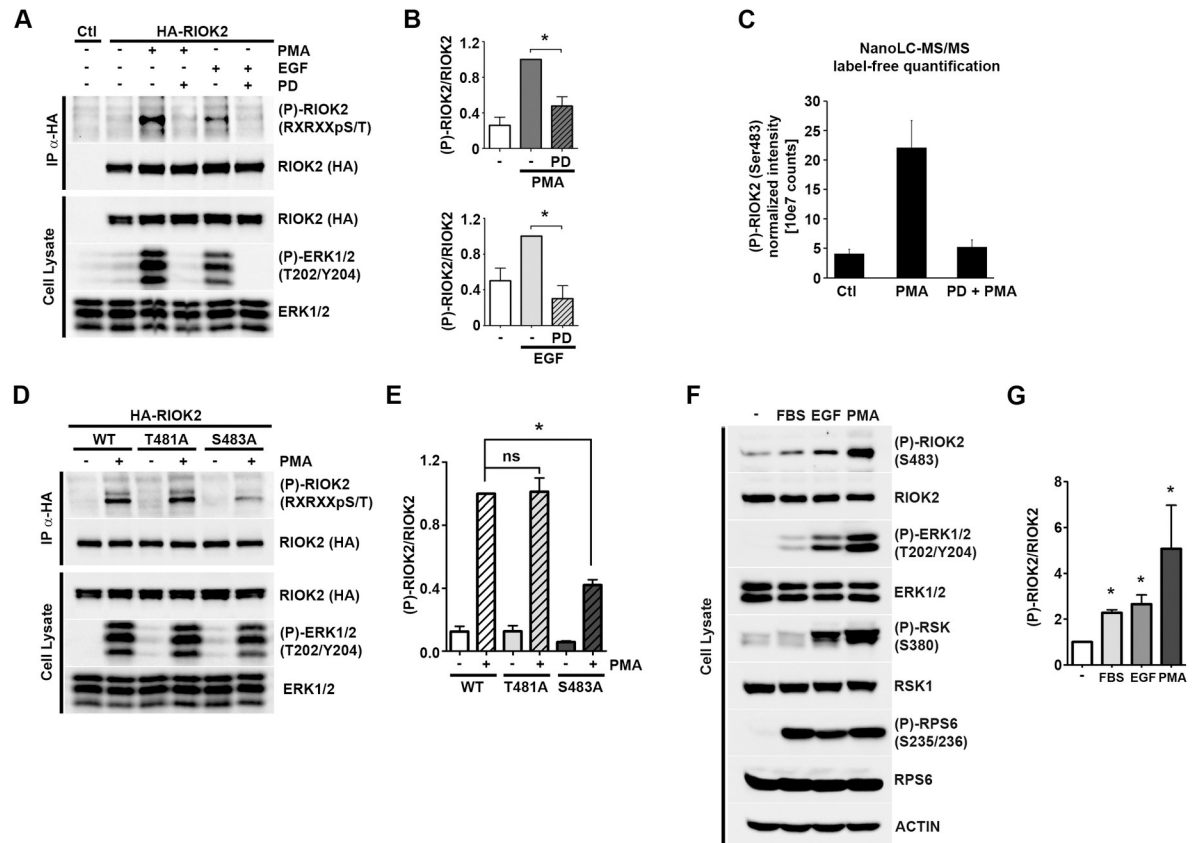 A
Ctl HA-RIOK2
- - + + - - PMA
- - - - + + EGF
- - - + - + PD
IP α-HA
(P)-RIOK2
(RXRXXpS/T)
RIOK2 (HA)
Cell Lysate
RIOK2 (HA)
(P)-ERK1/2
(T202/Y204)
ERK1/2
B
(P)-RIOK2/RIOK2
1.2
0.8
0.4
0
*
- - PD
PMA
(P)-RIOK2/RIOK2
1.2
0.8
0.4
0
*
- - PD
EGF
C
NanoLC-MS/MS
label-free quantification
(P)-RIOK2 (Ser483)
normalized intensity
[10e7 counts]
30
25
20
15
10
5
0
Ctl PMA PD + PMA
D
HA-RIOK2
WT T481A S483A
- + - + - + PMA
IP α-HA
(P)-RIOK2
(RXRXXpS/T)
RIOK2 (HA)
Cell Lysate
RIOK2 (HA)
(P)-ERK1/2
(T202/Y204)
ERK1/2
E
(P)-RIOK2/RIOK2
1.2
0.8
0.4
0.0
*
ns
- + - + - + PMA
WT T481A S483A
F
- FBS EGF PMA
Cell Lysate
(P)-RIOK2
(S483)
RIOK2
(P)-ERK1/2
(T202/Y204)
ERK1/2
(P)-RSK
(S380)
RSK1
(P)-RPS6
(S235/236)
RPS6
ACTIN
G
(P)-RIOK2/RIOK2
8
6
4
2
0
* * *
- FBS EGF PMA